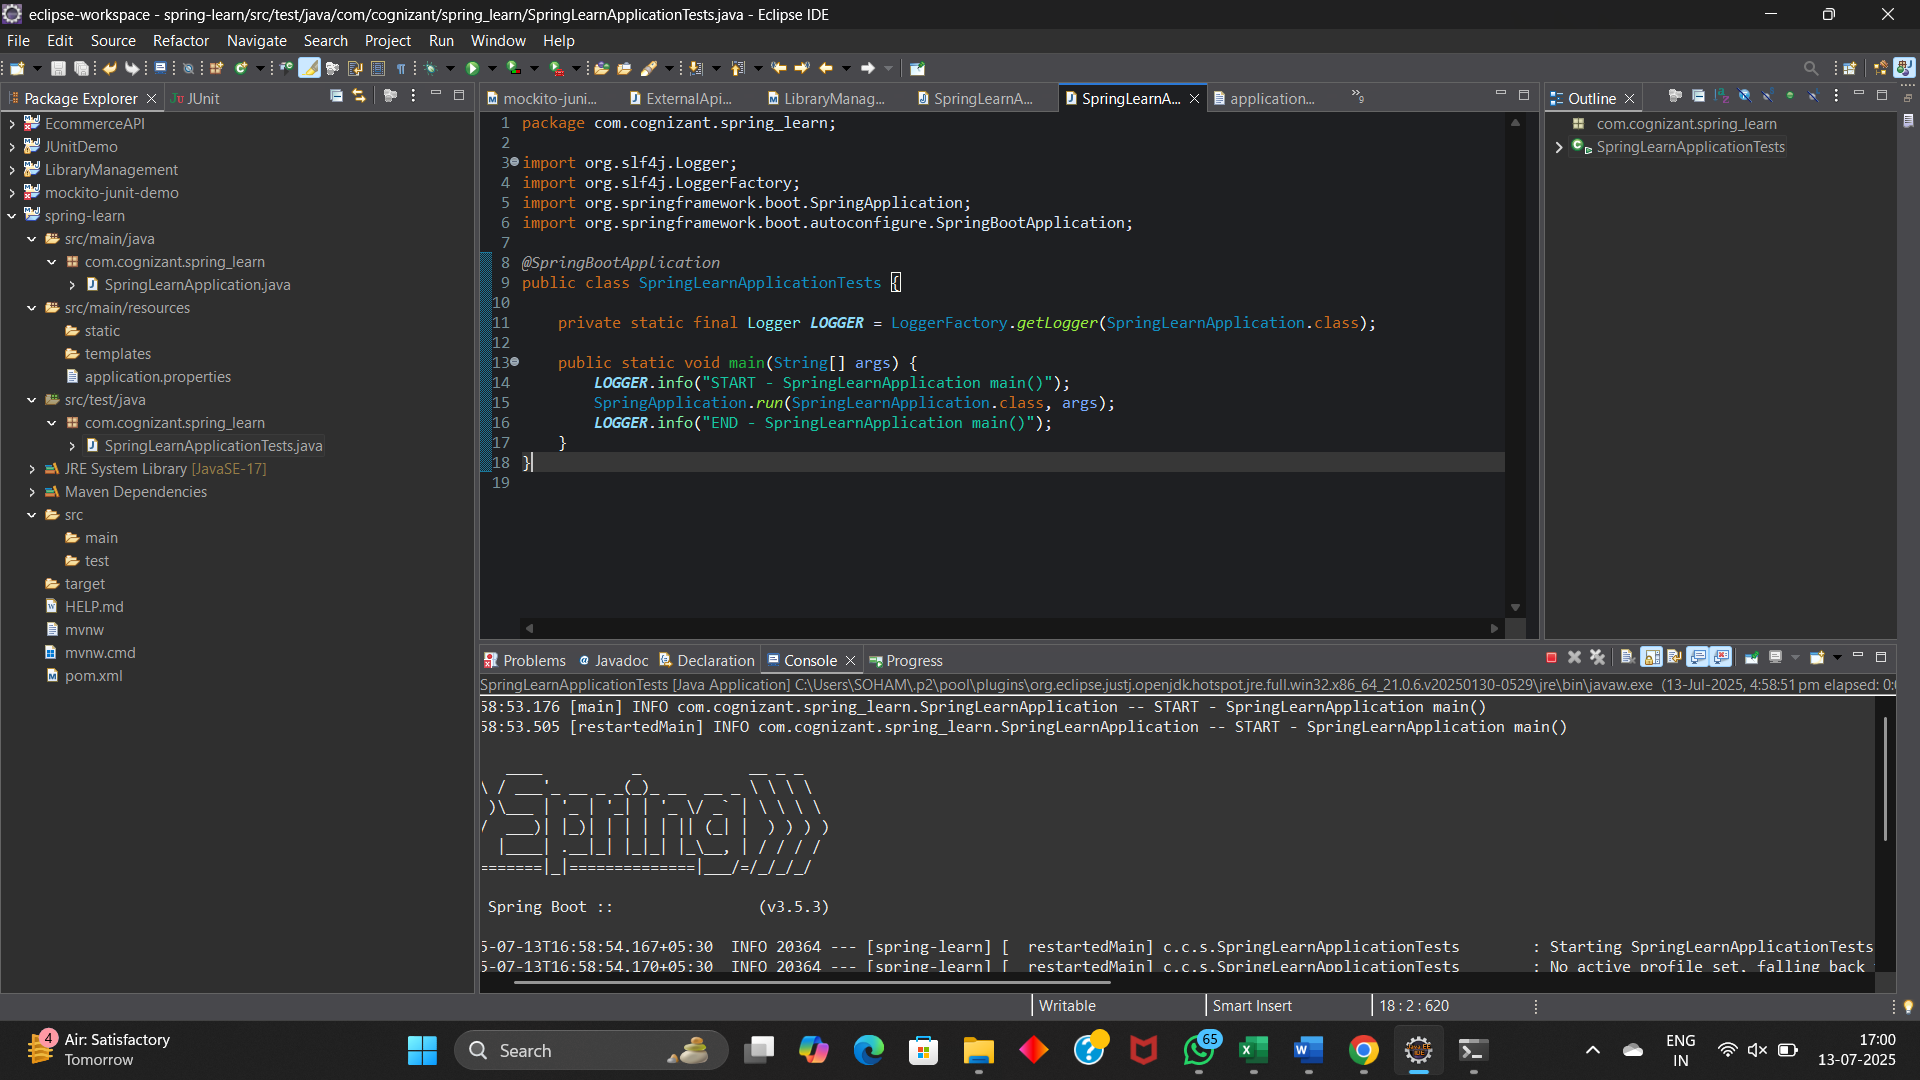 eclipse-workspace - spring-learn/src/test/java/com/cognizant/spring_learn/SpringLearnApplicationTests.java - Eclipse IDE
File Edit Source Refactor Navigate Search Project Run Window Help
Package Explorer
JUnit
EcommerceAPI
JUnitDemo
LibraryManagement
mockito-junit-demo
spring-learn
src/main/java
com.cognizant.spring_learn
SpringLearnApplication.java
src/main/resources
static
templates
application.properties
src/test/java
com.cognizant.spring_learn
SpringLearnApplicationTests.java
JRE System Library [JavaSE-17]
Maven Dependencies
src
main
test
target
HELP.md
mvnw
mvnw.cmd
pom.xml
mockito-juni... ExternalApi... LibraryManag... SpringLearnA... SpringLearnA... application... »9
1 package com.cognizant.spring_learn;
2
3 import org.slf4j.Logger;
4 import org.slf4j.LoggerFactory;
5 import org.springframework.boot.SpringApplication;
6 import org.springframework.boot.autoconfigure.SpringBootApplication;
7
8 @SpringBootApplication
9 public class SpringLearnApplicationTests {
10
11 private static final Logger LOGGER = LoggerFactory.getLogger(SpringLearnApplication.class);
12
13 public static void main(String[] args) {
14 LOGGER.info("START - SpringLearnApplication main()");
15 SpringApplication.run(SpringLearnApplication.class, args);
16 LOGGER.info("END - SpringLearnApplication main()");
17 }
18 }
19
Outline
com.cognizant.spring_learn
SpringLearnApplicationTests
Problems Javadoc Declaration Console Progress
SpringLearnApplicationTests [Java Application] C:\Users\SOHAM\.p2\pool\plugins\org.eclipse.justj.openjdk.hotspot.jre.full.win32.x86_64_21.0.6.v20250130-0529\jre\bin\javaw.exe (13-Jul-2025, 4:58:51 pm elapsed: 0:
58:53.176 [main] INFO com.cognizant.spring_learn.SpringLearnApplication -- START - SpringLearnApplication main()
58:53.505 [restartedMain] INFO com.cognizant.spring_learn.SpringLearnApplication -- START - SpringLearnApplication main()
Spring
Spring Boot :: (v3.5.3)
5-07-13T16:58:54.167+05:30 INFO 20364 --- [spring-learn] [ restartedMain] c.c.s.SpringLearnApplicationTests : Starting SpringLearnApplicationTests
5-07-13T16:58:54.170+05:30 INFO 20364 --- [spring-learn] [ restartedMain] c.c.s.SpringLearnApplicationTests : No active profile set, falling back
Writable Smart Insert 18 : 2 : 620
4
Air: Satisfactory
Tomorrow
Search
65
ENG
IN
17:00
13-07-2025